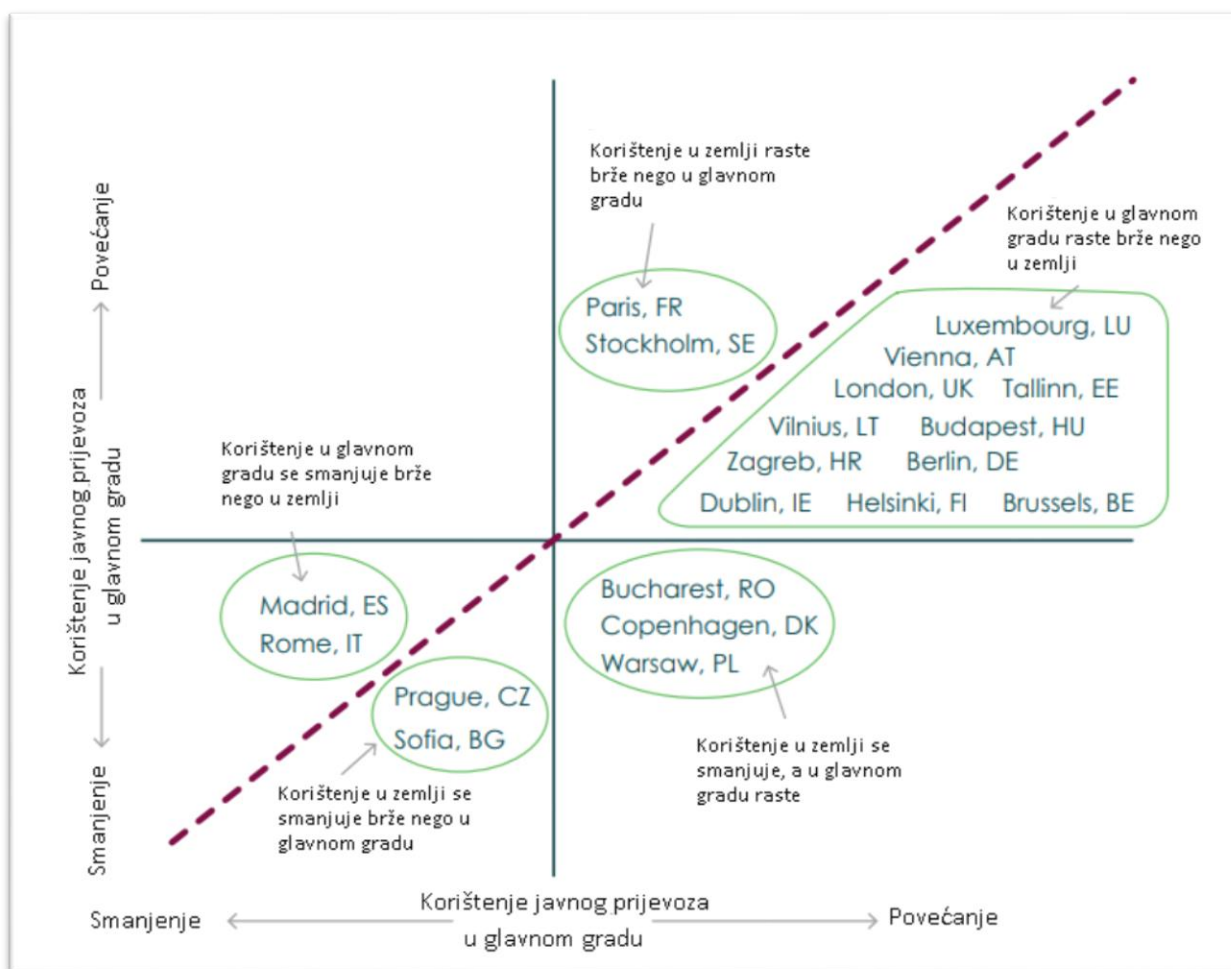 Korištenje u zemlji raste
brže nego u glavnom
gradu
Korištenje u glavnom
gradu raste brže nego
u zemlji
Paris, FR
Stockholm, SE
Luxembourg, LU
Vienna, AT
London, UK Tallinn, EE
Vilnius, LT Budapest, HU
Zagreb, HR Berlin, DE
Dublin, IE Helsinki, FI Brussels, BE
Korištenje u glavnom
gradu se smanjuje brže
nego u zemlji
Madrid, ES
Rome, IT
Prague, CZ
Sofia, BG
Bucharest, RO
Copenhagen, DK
Warsaw, PL
Korištenje u zemlji se
smanjuje, a u glavnom
gradu raste
Korištenje u zemlji se
smanjuje brže nego u
glavnom gradu
Povećanje
Korištenje javnog prijevoza
u glavnom gradu
Smanjenje
Smanjenje
Korištenje javnog prijevoza
u glavnom gradu
Povećanje